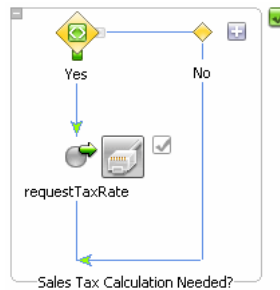 Yes
No
requestTaxRate
Sales Tax Calculation Needed?